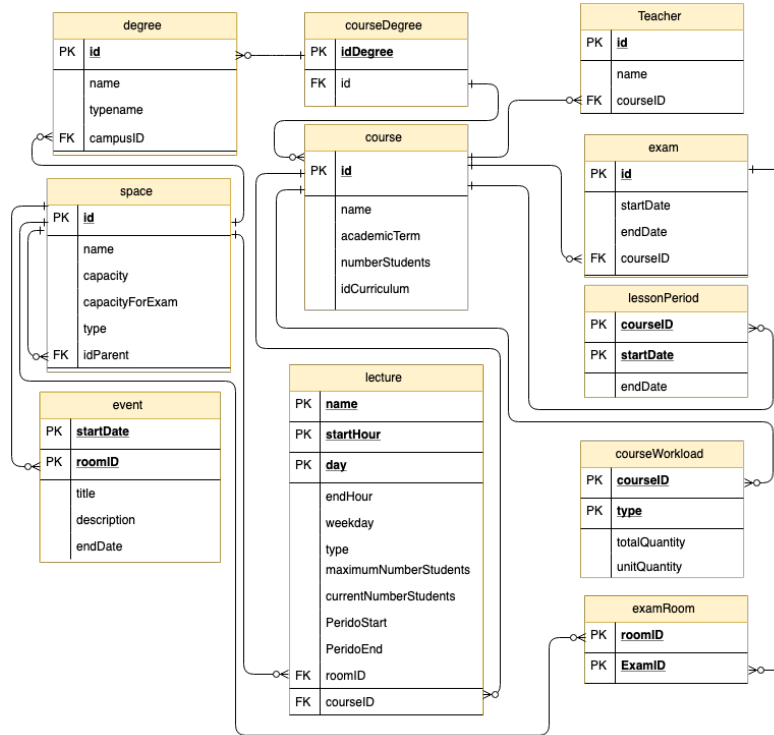 degree
PK id
name
typename
FK campusID
courseDegree
PK idDegree
FK id
Teacher
PK id
name
FK courseID
course
PK id
name
academicTerm
numberStudents
idCurriculum
exam
PK id
startDate
endDate
FK courseID
space
PK id
name
capacity
capacityForExam
type
FK idParent
lessonPeriod
PK courseID
PK startDate
endDate
event
PK startDate
PK roomID
title
description
endDate
lecture
PK name
PK startHour
PK day
endHour
weekday
type
maximumNumberStudents
currentNumberStudents
PeridoStart
PeridoEnd
FK roomID
FK courseID
courseWorkload
PK courseID
PK type
totalQuantity
unitQuantity
examRoom
PK roomID
PK ExamID